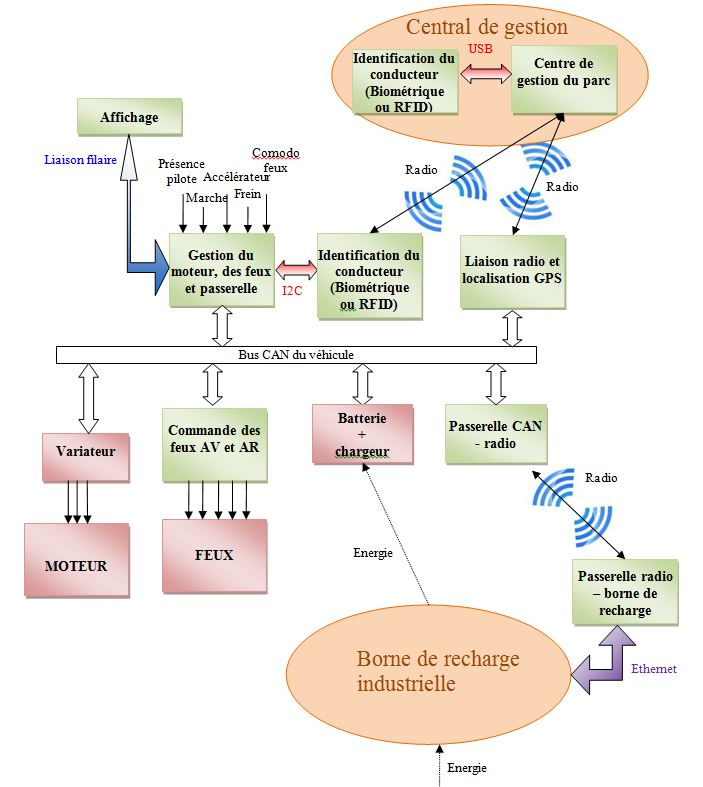 Central de gestion
USB
Identification du
conducteur
(Biométrique
ou RFID)
Centre de
gestion du parc
Affichage
Liaison filaire
Présence
pilote
Marche
Accélérateur
Frein
Comodo
feux
Radio
Radio
Gestion du
moteur, des feux
et passerelle
I2C
Identification du
conducteur
(Biométrique
ou RFID)
Liaison radio et
localisation GPS
Bus CAN du véhicule
Variateur
Commande des
feux AV et AR
Batterie
+
chargeur
Passerelle CAN
- radio
Radio
MOTEUR
FEUX
Energie
Passerelle radio
– borne de
recharge
Borne de recharge
industrielle
Ethernet
Energie